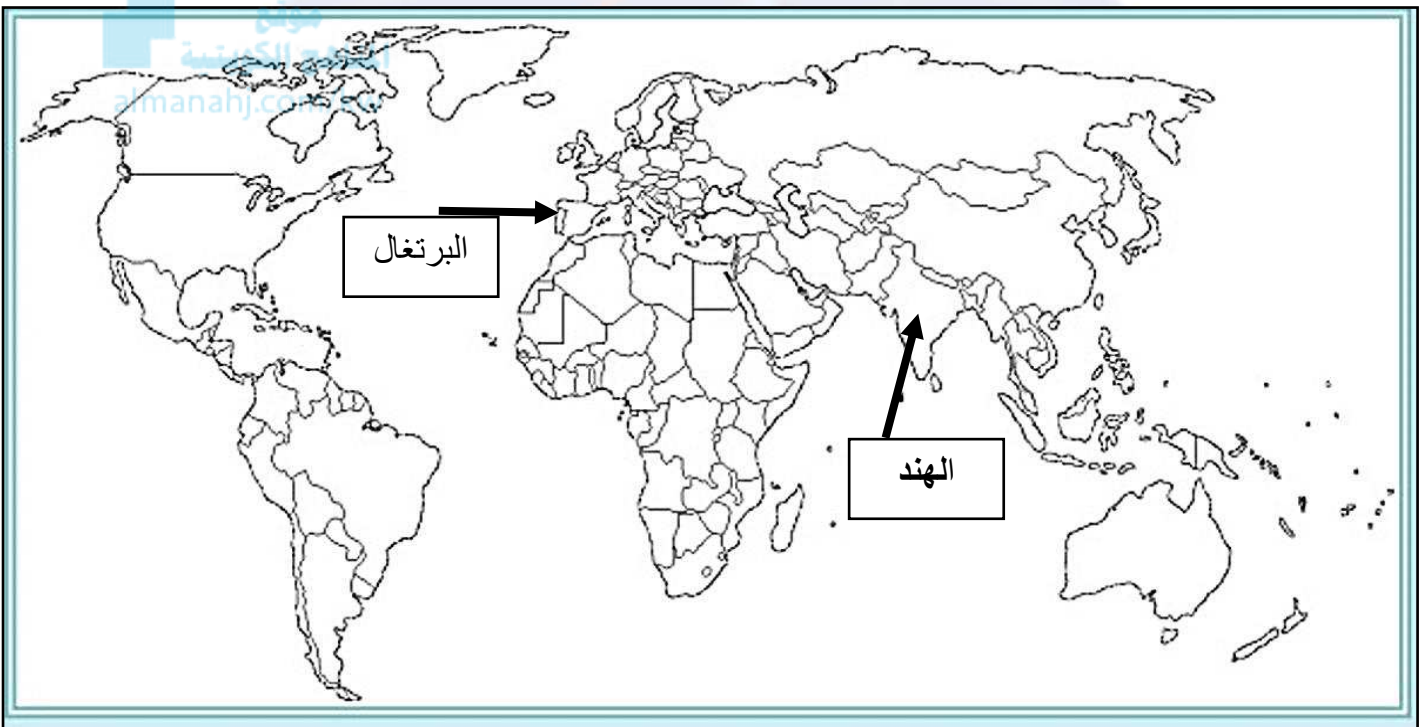 موقع
المناهج الكويتية
almanahj.com/kw
البرتغال
الهند